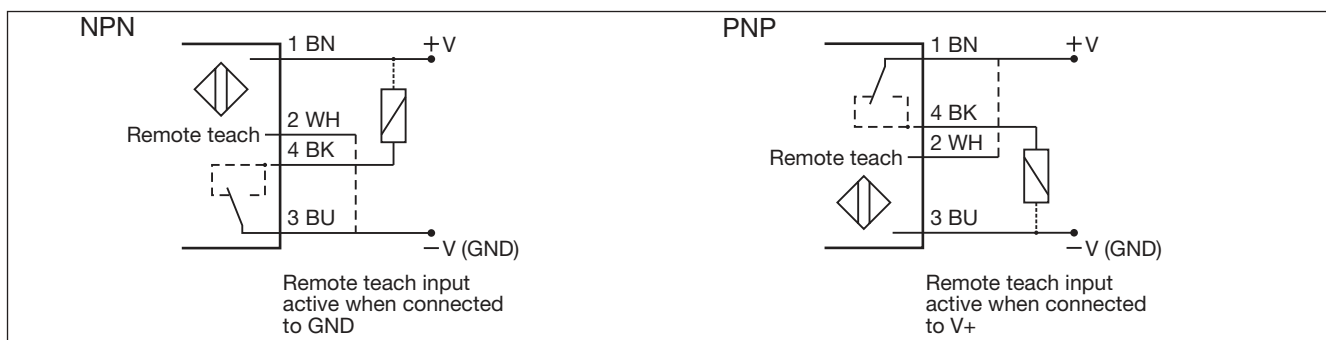 NPN
1 BN
+V
2 WH
Remote teach
4 BK
3 BU
−V (GND)
Remote teach input
active when connected
to GND
PNP
1 BN
+V
4 BK
2 WH
Remote teach
3 BU
−V (GND)
Remote teach input
active when connected
to V+